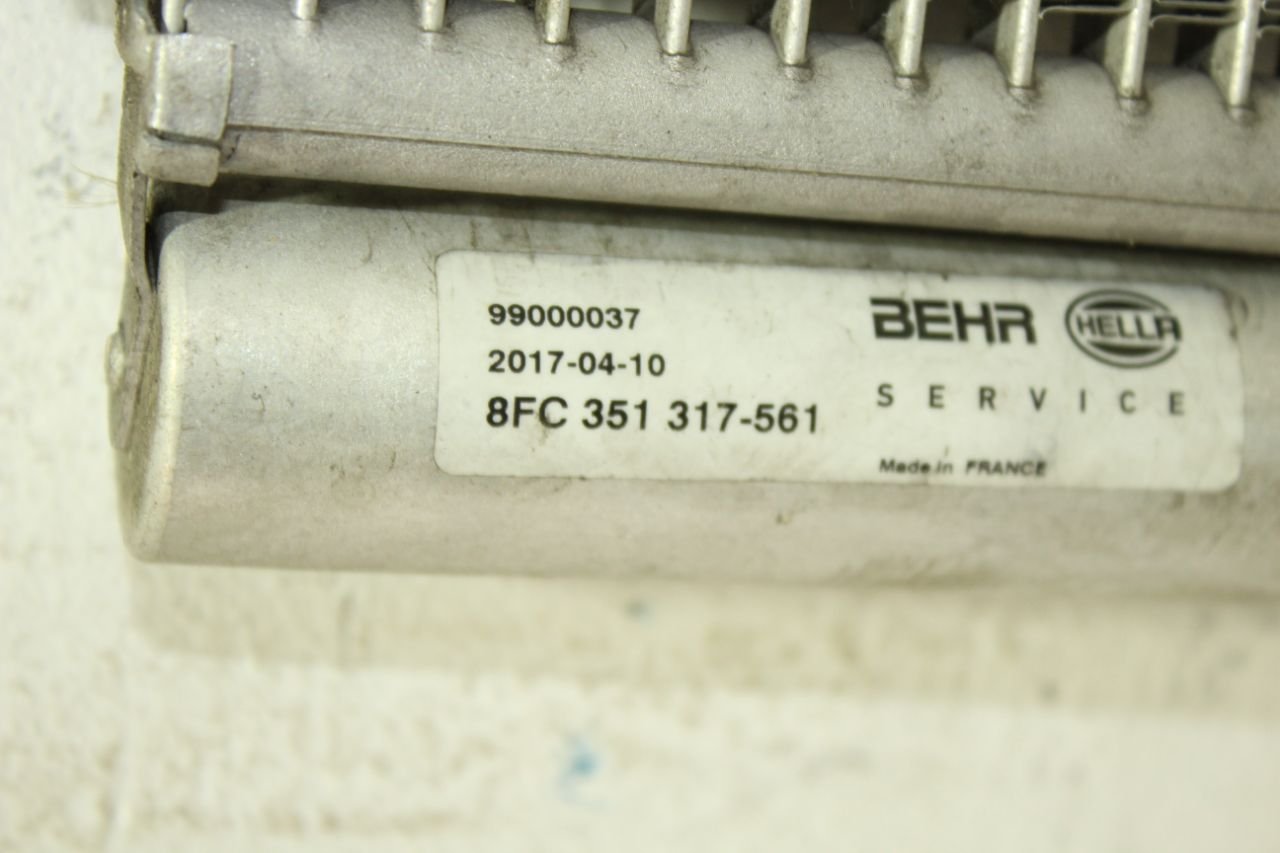 99000037
2017-04-10
8FC 351 317-561
BEHR HELLA
SERVICE
Made in FRANCE